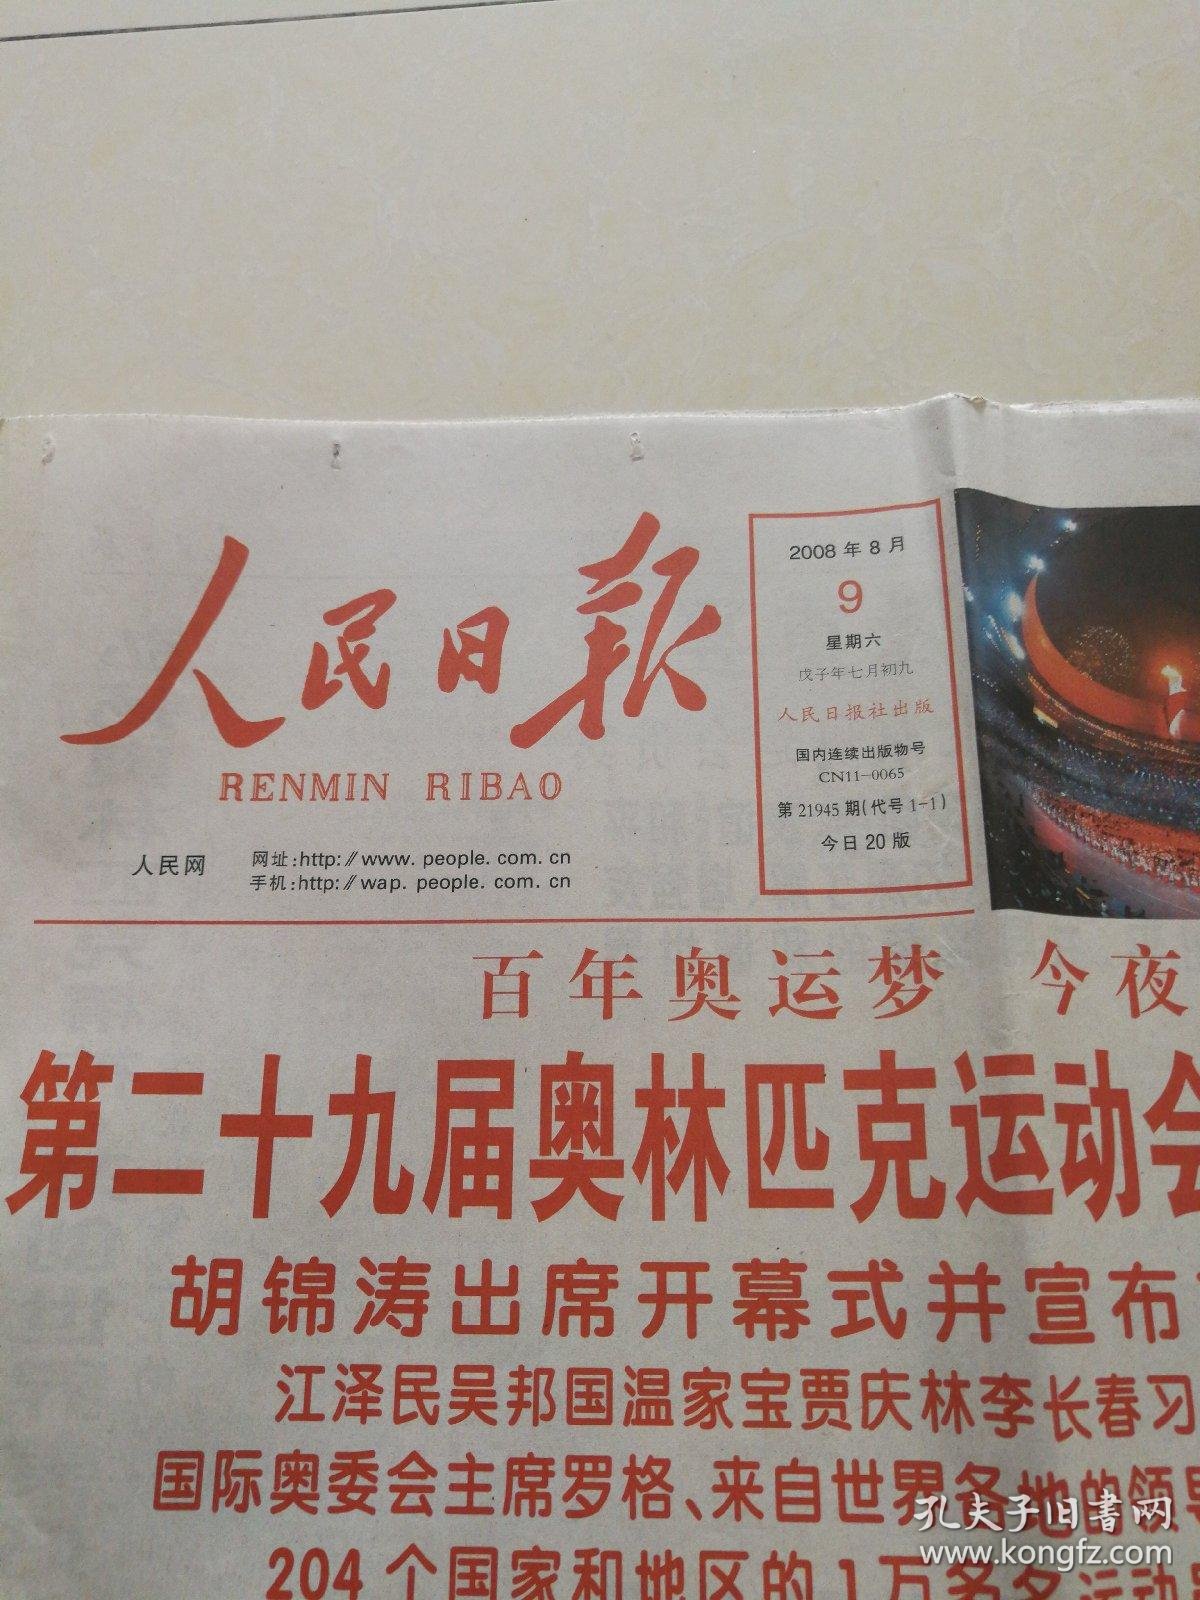 人民日报
RENMIN RIBAO
人民网
网址:http://www.people.com.cn
手机:http://wap.people.com.cn
2008年8月
9
星期六
戊子年七月初九
人民日报社出版
国内连续出版物号
CN11-0065
第21945期(代号1-1)
今日20版
百年奥运梦 今夜
第二十九届奥林匹克运动会
胡锦涛出席开幕式并宣布
江泽民吴邦国温家宝贾庆林李长春习
国际奥委会主席罗格、来自世界各地的领导
204个国家和地区的1万名名运动员
孔夫子旧书网
www.kongfz.com